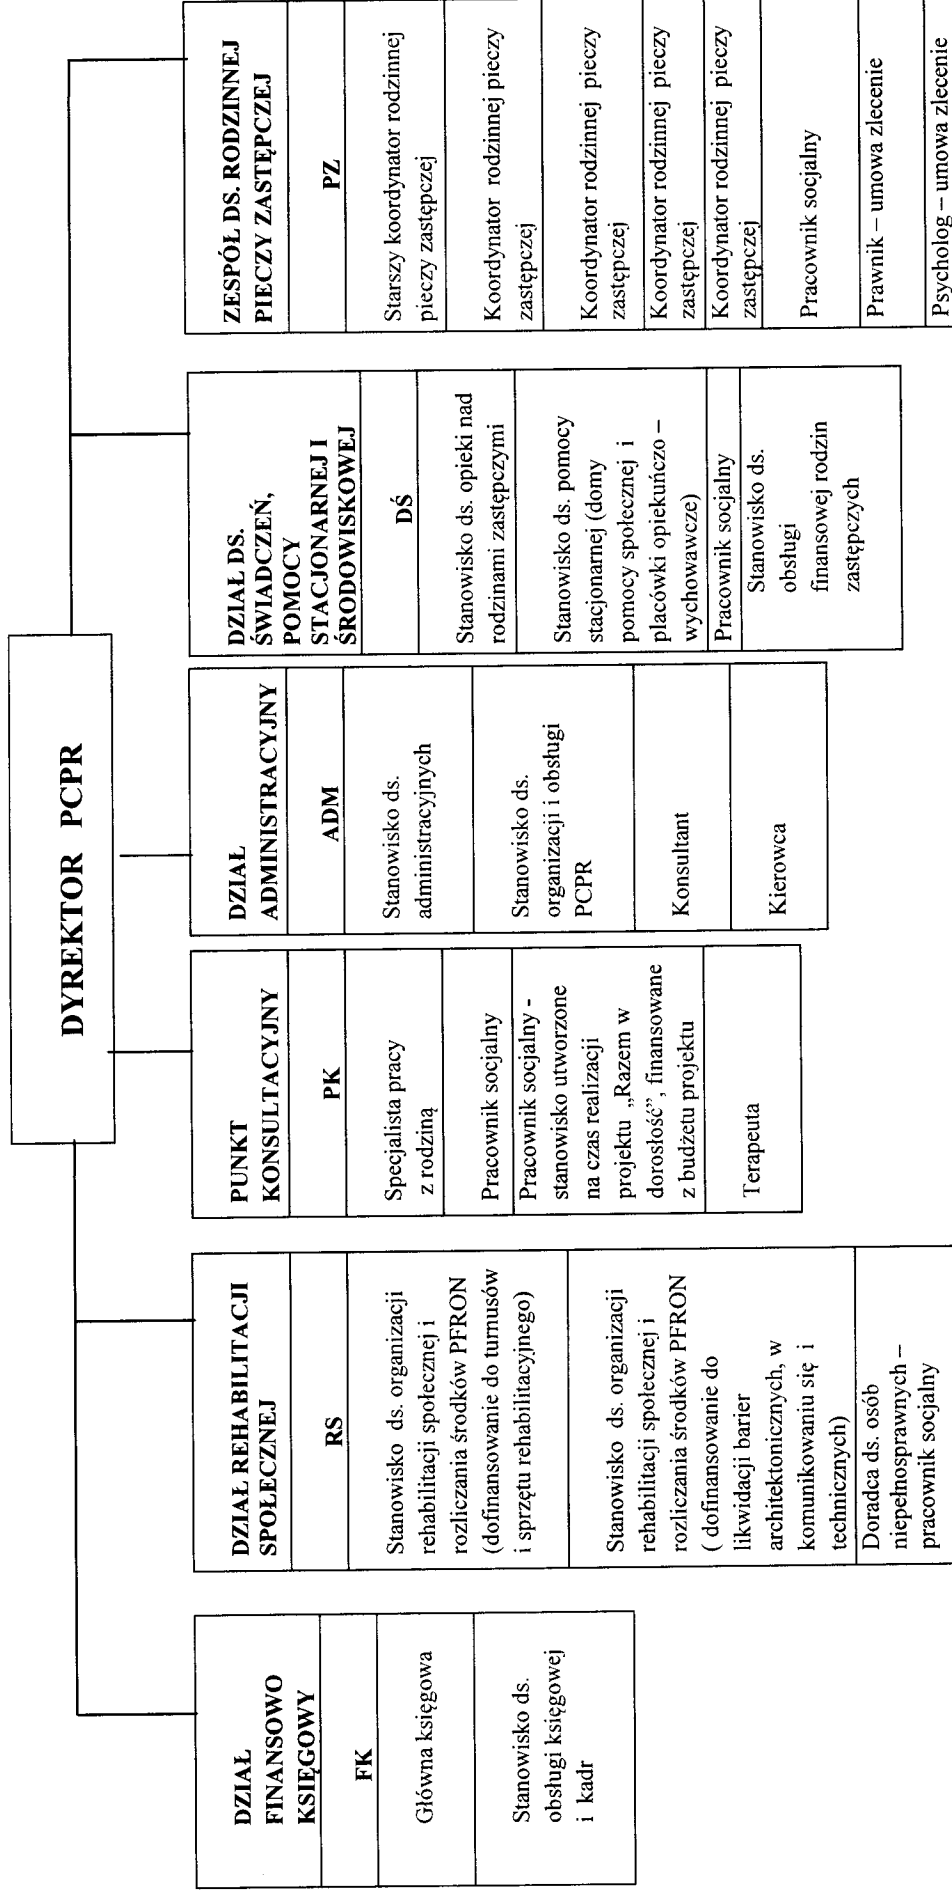 DYREKTOR PCPR
DZIAŁ
FINANSOWO
KSIĘGOWY
FK
Główna księgowa
Stanowisko ds.
obsługi księgowej
i kadr
DZIAŁ REHABILITACJI
SPOŁECZNEJ
RS
Stanowisko ds. organizacji
rehabilitacji społecznej i
rozliczania środków PFRON
(dofinansowanie do turnusów
i sprzętu rehabilitacyjnego)
Stanowisko ds. organizacji
rehabilitacji społecznej i
rozliczania środków PFRON
( dofinansowanie do
likwidacji barier
architektonicznych, w
komunikowaniu się i
technicznych)
Doradca ds. osób
niepełnosprawnych –
pracownik socjalny
PUNKT
KONSULTACYJNY
PK
Specjalista pracy
z rodziną
Pracownik socjalny
Pracownik socjalny -
stanowisko utworzone
na czas realizacji
projektu „Razem w
dorosłość”, finansowane
z budżetu projektu
Terapeuta
DZIAŁ
ADMINISTRACYJNY
ADM
Stanowisko ds.
administracyjnych
Stanowisko ds.
organizacji i obsługi
PCPR
Konsultant
Kierowca
DZIAŁ DS.
ŚWIADCZEŃ,
POMOCY
STACJONARNEJ I
ŚRODOWISKOWEJ
DŚ
Stanowisko ds. opieki nad
rodzinami zastępczymi
Stanowisko ds. pomocy
stacjonarnej (domy
pomocy społecznej i
placówki opiekuńczo –
wychowawcze)
Pracownik socjalny
Stanowisko ds.
obsługi
finansowej rodzin
zastępczych
ZESPÓŁ DS. RODZINNEJ
PIECZY ZASTĘPCZEJ
PZ
Starszy koordynator rodzinnej
pieczy zastępczej
Koordynator rodzinnej pieczy
zastępczej
Koordynator rodzinnej pieczy
zastępczej
Koordynator rodzinnej pieczy
zastępczej
Koordynator rodzinnej pieczy
zastępczej
Pracownik socjalny
Prawnik – umowa zlecenie
Psycholog – umowa zlecenie